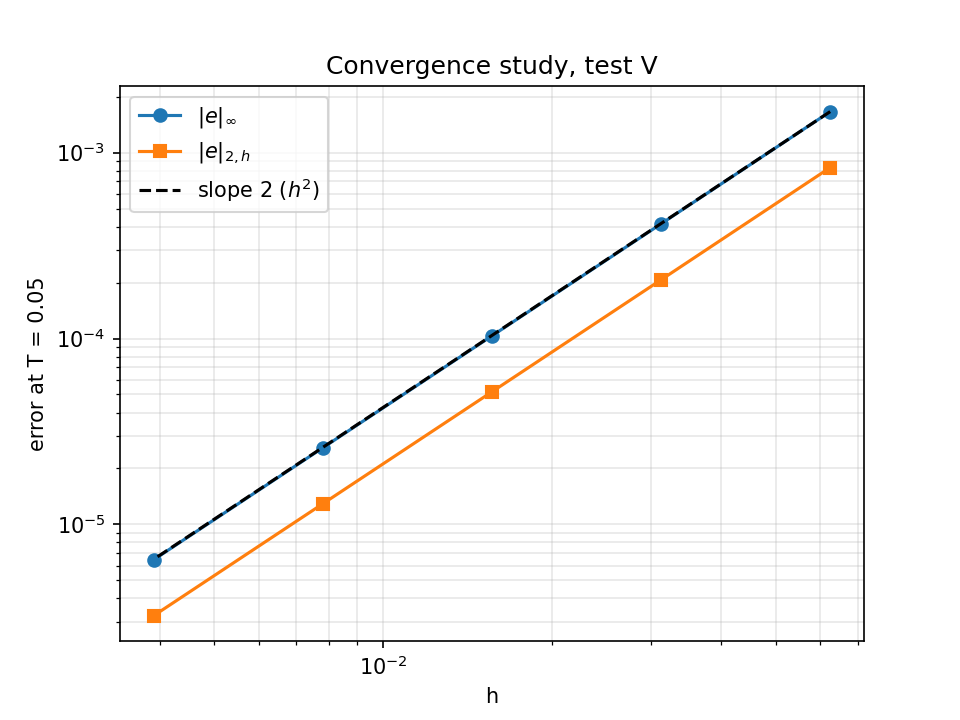 Convergence study, test V
|e|∞
|e|2,h
slope 2 (h²)
10⁻³
10⁻⁴
10⁻⁵
error at T = 0.05
10⁻²
h